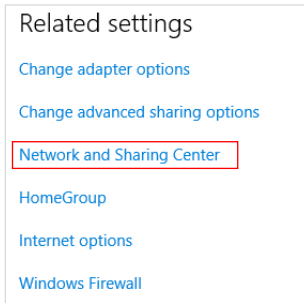 Related settings
Change adapter options
Change advanced sharing options
Network and Sharing Center
HomeGroup
Internet options
Windows Firewall